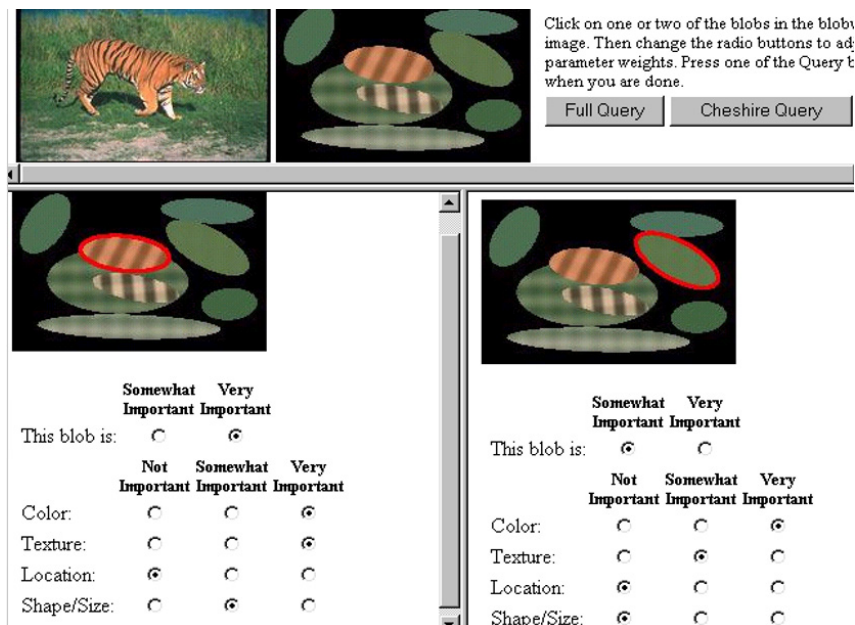 Click on one or two of the blobs in the
image. Then change the radio buttons to
parameter weights. Press one of the Query
when you are done.
Full Query Cheshire Query
Somewhat Very
Important Important
This blob is:
Not Somewhat Very
Important Important Important
Color:
Texture:
Location:
Shape/Size:
Somewhat Very
Important Important
This blob is:
Not Somewhat Very
Important Important Important
Color:
Texture:
Location:
Shape/Size: